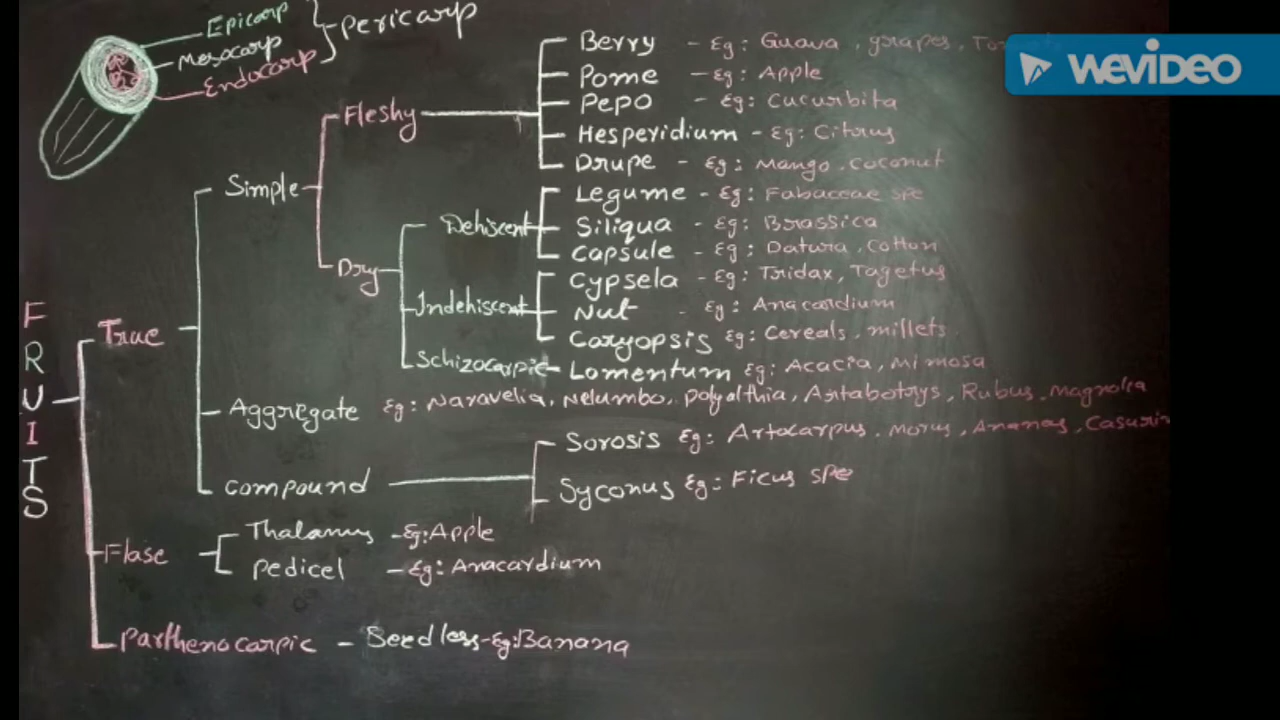 Epicarp
Mesocarp
Endocarp
Pericarp
FRUITS
True
Simple
Fleshy
Berry - Eg: Guava, grapes,
Pome - Eg: Apple
Pepo - Eg: Cucurbita
Hesperidium - Eg: Citrus
Drupe - Eg: Mango, coconut
Dry
Dehiscent
Legume - Eg: Fabaceae spe
Siliqua - Eg: Brassica
Capsule - Eg: Datura, Cotton
Indehiscent
Cypsela - Eg: Tridax, Tagetus
Nut - Eg: Anacardium
Caryopsis Eg: Cereals, millets
Schizocarpic - Lomentum Eg: Acacia, Mimosa
Aggregate Eg: Naravelia, Nelumbo, polyalthia, Artabotrys, Rubus, Magnolia
Compound
Sorosis Eg: Artocarpus, Morus, Ananas, Casurin
Syconus Eg: Ficus spe
Flase
Thalamus - Eg: Apple
Pedicel - Eg: Anacardium
Parthenocarpic - Seedless - Eg: Banana
WEVIDEO